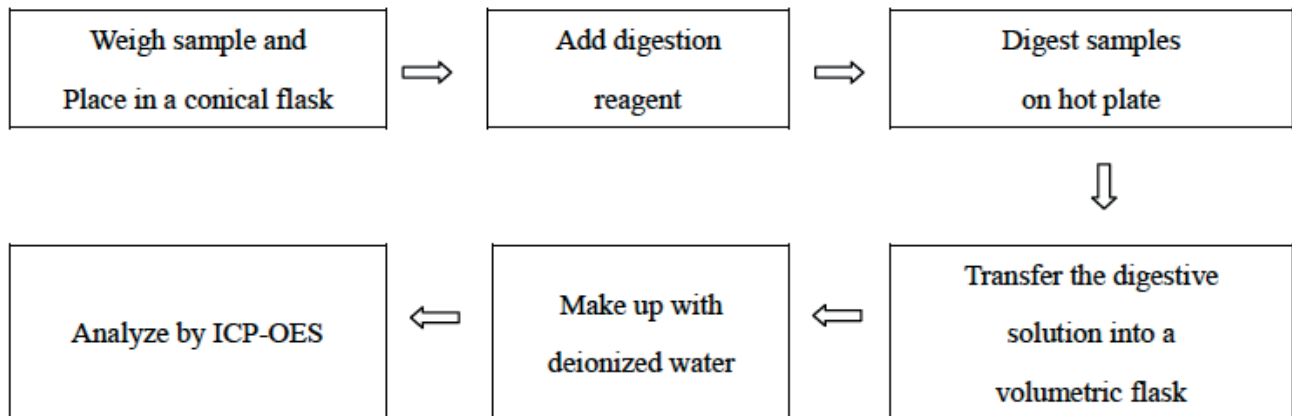 Weigh sample and
Place in a conical flask
Add digestion
reagent
Digest samples
on hot plate
Transfer the digestive
solution into a
volumetric flask
Make up with
deionized water
Analyze by ICP-OES